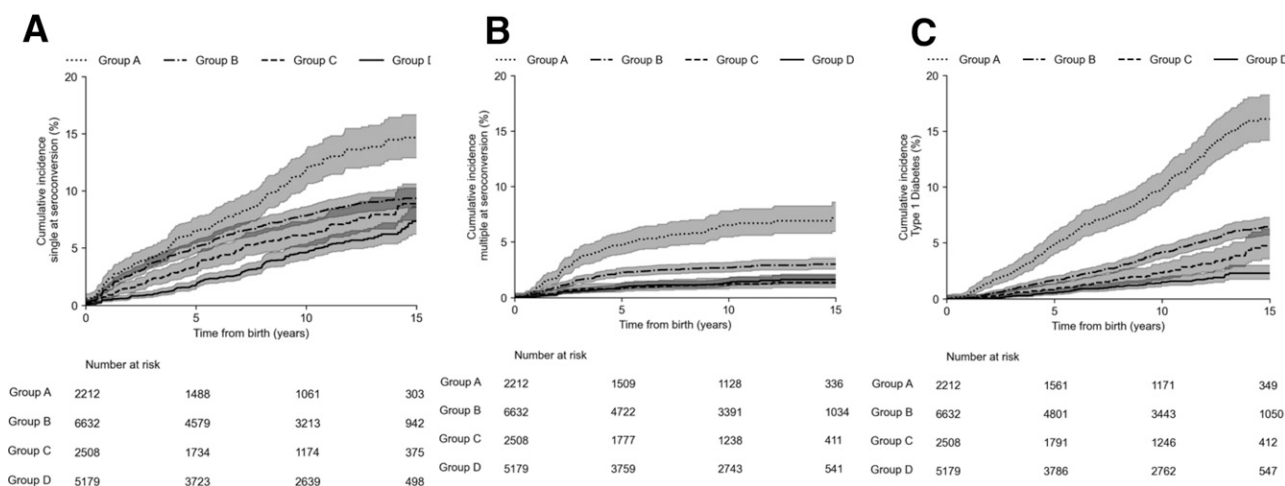 A
Group A Group B Group C Group D
20
15
10
5
0
Cumulative incidence
single at seroconversion (%)
0 5 10 15
Time from birth (years)
Number at risk
Group A 2212 1488 1061 303
Group B 6632 4579 3213 942
Group C 2508 1734 1174 375
Group D 5179 3723 2639 498
B
Group A Group B Group C Group D
20
15
10
5
0
Cumulative incidence
multiple at seroconversion (%)
0 5 10 15
Time from birth (years)
Number at risk
Group A 2212 1509 1128 336
Group B 6632 4722 3391 1034
Group C 2508 1777 1238 411
Group D 5179 3759 2743 541
C
Group A Group B Group C Group D
20
15
10
5
0
Cumulative incidence
Type 1 Diabetes (%)
0 5 10 15
Time from birth (years)
Number at risk
Group A 2212 1561 1171 349
Group B 6632 4801 3443 1050
Group C 2508 1791 1246 412
Group D 5179 3786 2762 547